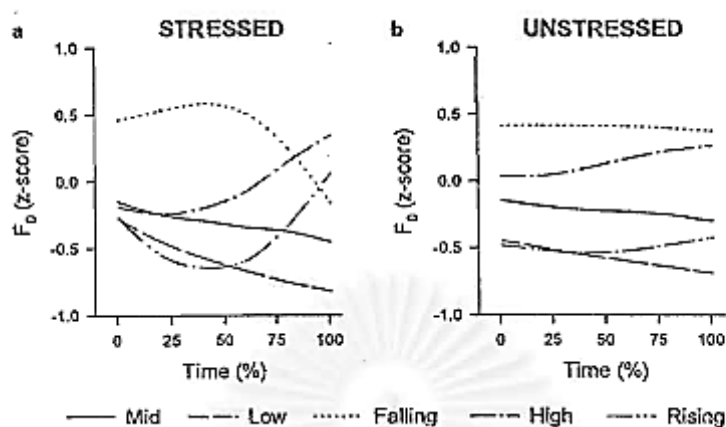 a STRESSED b UNSTRESSED
1.0 1.0
0.5 0.5
0.0 0.0
-0.5 -0.5
-1.0 -1.0
F₀ (z-score) F₀ (z-score)
0 25 50 75 100 0 25 50 75 100
Time (%) Time (%)
Mid Low Falling High Rising